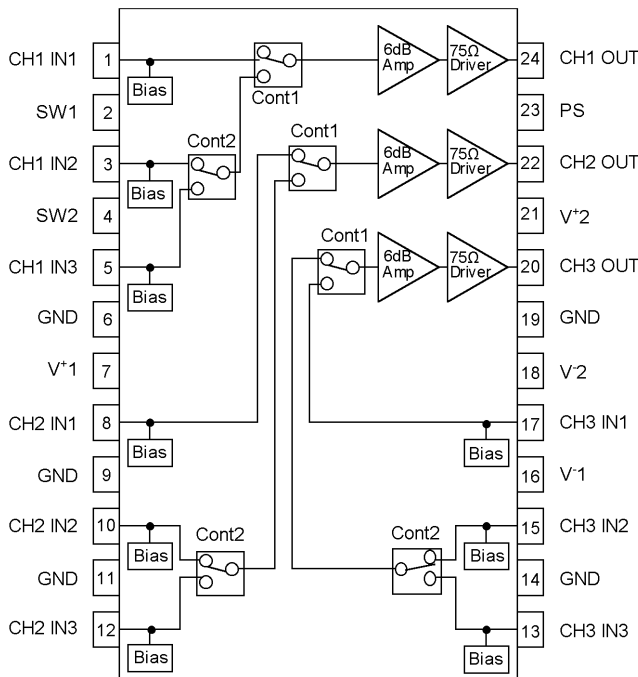 CH1 IN1 1 Bias Cont1 6dB Amp 75Ω Driver 24 CH1 OUT
SW1 2 23 PS
CH1 IN2 3 Bias Cont2 Cont1 6dB Amp 75Ω Driver 22 CH2 OUT
SW2 4 21 V+2
CH1 IN3 5 Bias Cont1 6dB Amp 75Ω Driver 20 CH3 OUT
GND 6 19 GND
V+1 7 18 V-2
CH2 IN1 8 Bias Bias 17 CH3 IN1
GND 9 16 V-1
CH2 IN2 10 Bias Cont2 Cont2 Bias 15 CH3 IN2
GND 11 14 GND
CH2 IN3 12 Bias Bias 13 CH3 IN3